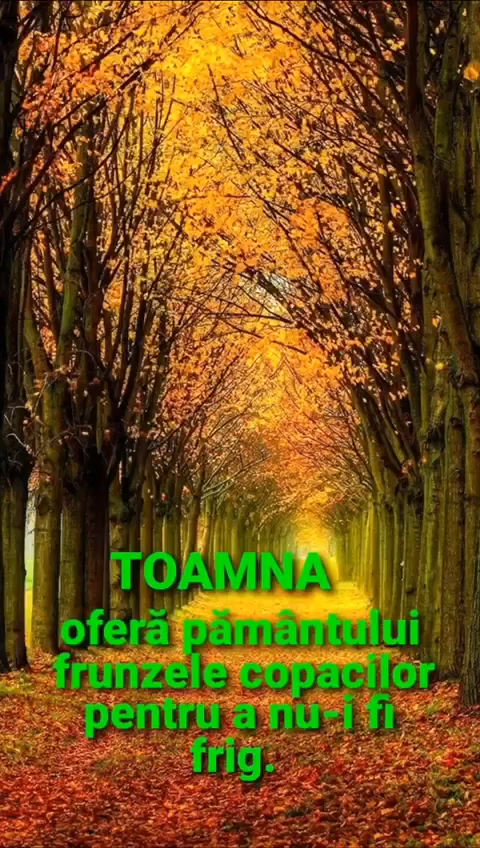 TOAMNA
oferă pământului
frunzele copacilor
pentru a nu-i fi
frig.